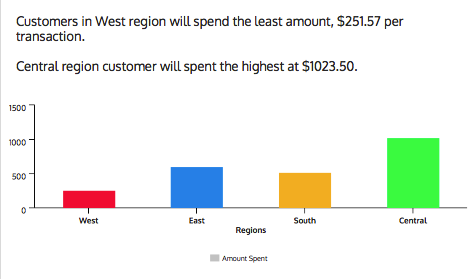 Customers in West region will spend the least amount, $251.57 per
transaction.
Central region customer will spent the highest at $1023.50.
1500
1000
500
0
West East South Central
Regions
Amount Spent